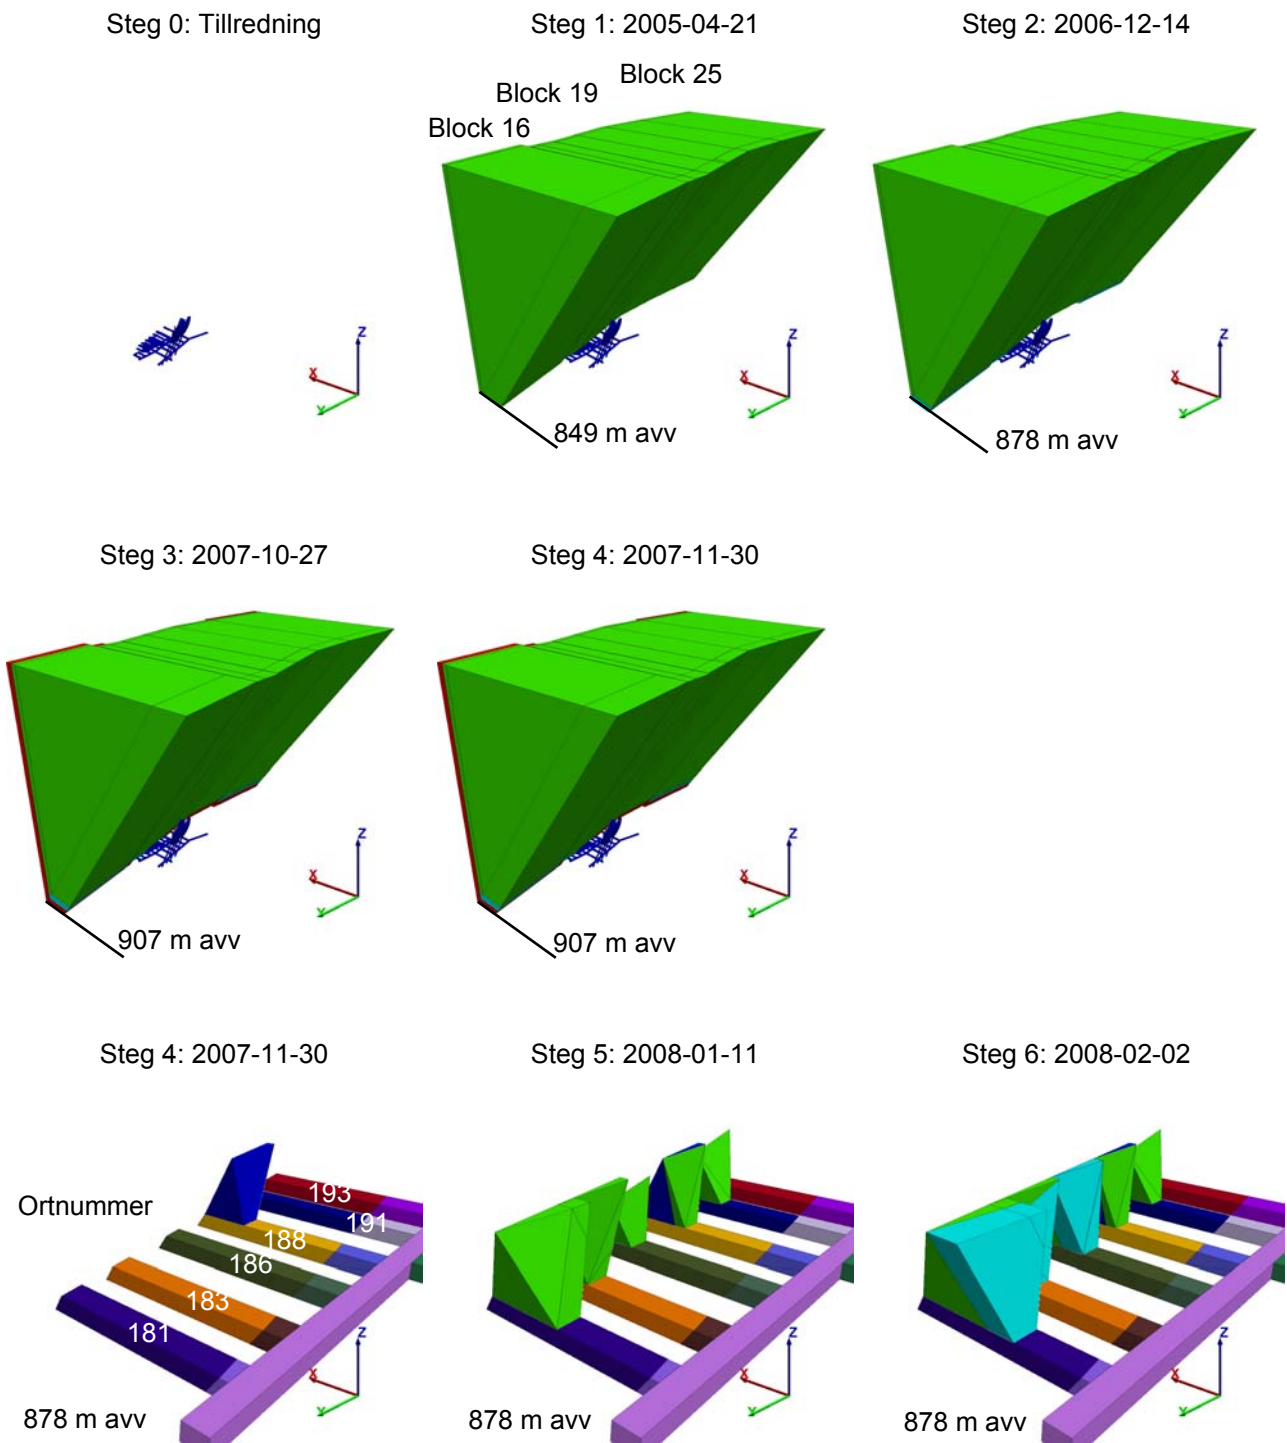 Steg 0: Tillredning
Steg 1: 2005-04-21
Steg 2: 2006-12-14
Block 16
Block 19
Block 25
X
Y
Z
X
Y
Z
849 m avv
X
Y
Z
878 m avv
Steg 3: 2007-10-27
Steg 4: 2007-11-30
X
Y
Z
907 m avv
X
Y
Z
907 m avv
Steg 4: 2007-11-30
Steg 5: 2008-01-11
Steg 6: 2008-02-02
Ortnummer
193
191
188
186
183
181
X
Y
Z
878 m avv
X
Y
Z
878 m avv
X
Y
Z
878 m avv